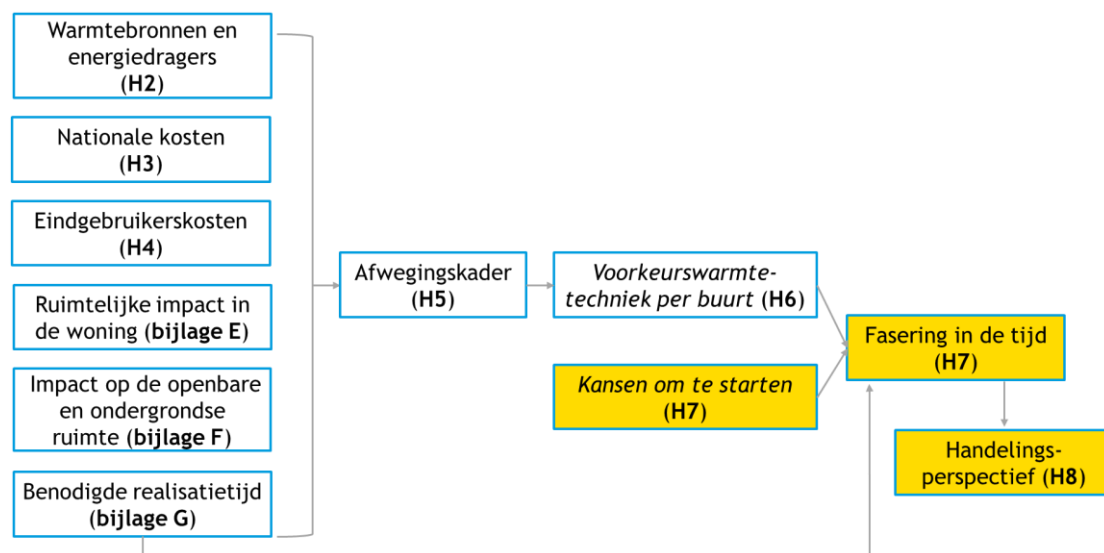 Warmtebronnen en
energiedragers
(H2)
Nationale kosten
(H3)
Eindgebruikerskosten
(H4)
Ruimtelijke impact in
de woning (bijlage E)
Impact op de openbare
en ondergrondse
ruimte (bijlage F)
Benodigde realisatietijd
(bijlage G)
Afwegingskader
(H5)
Voorkeurswarmte-
techniek per buurt (H6)
Kansen om te starten
(H7)
Fasering in de tijd
(H7)
Handelings-
perspectief (H8)